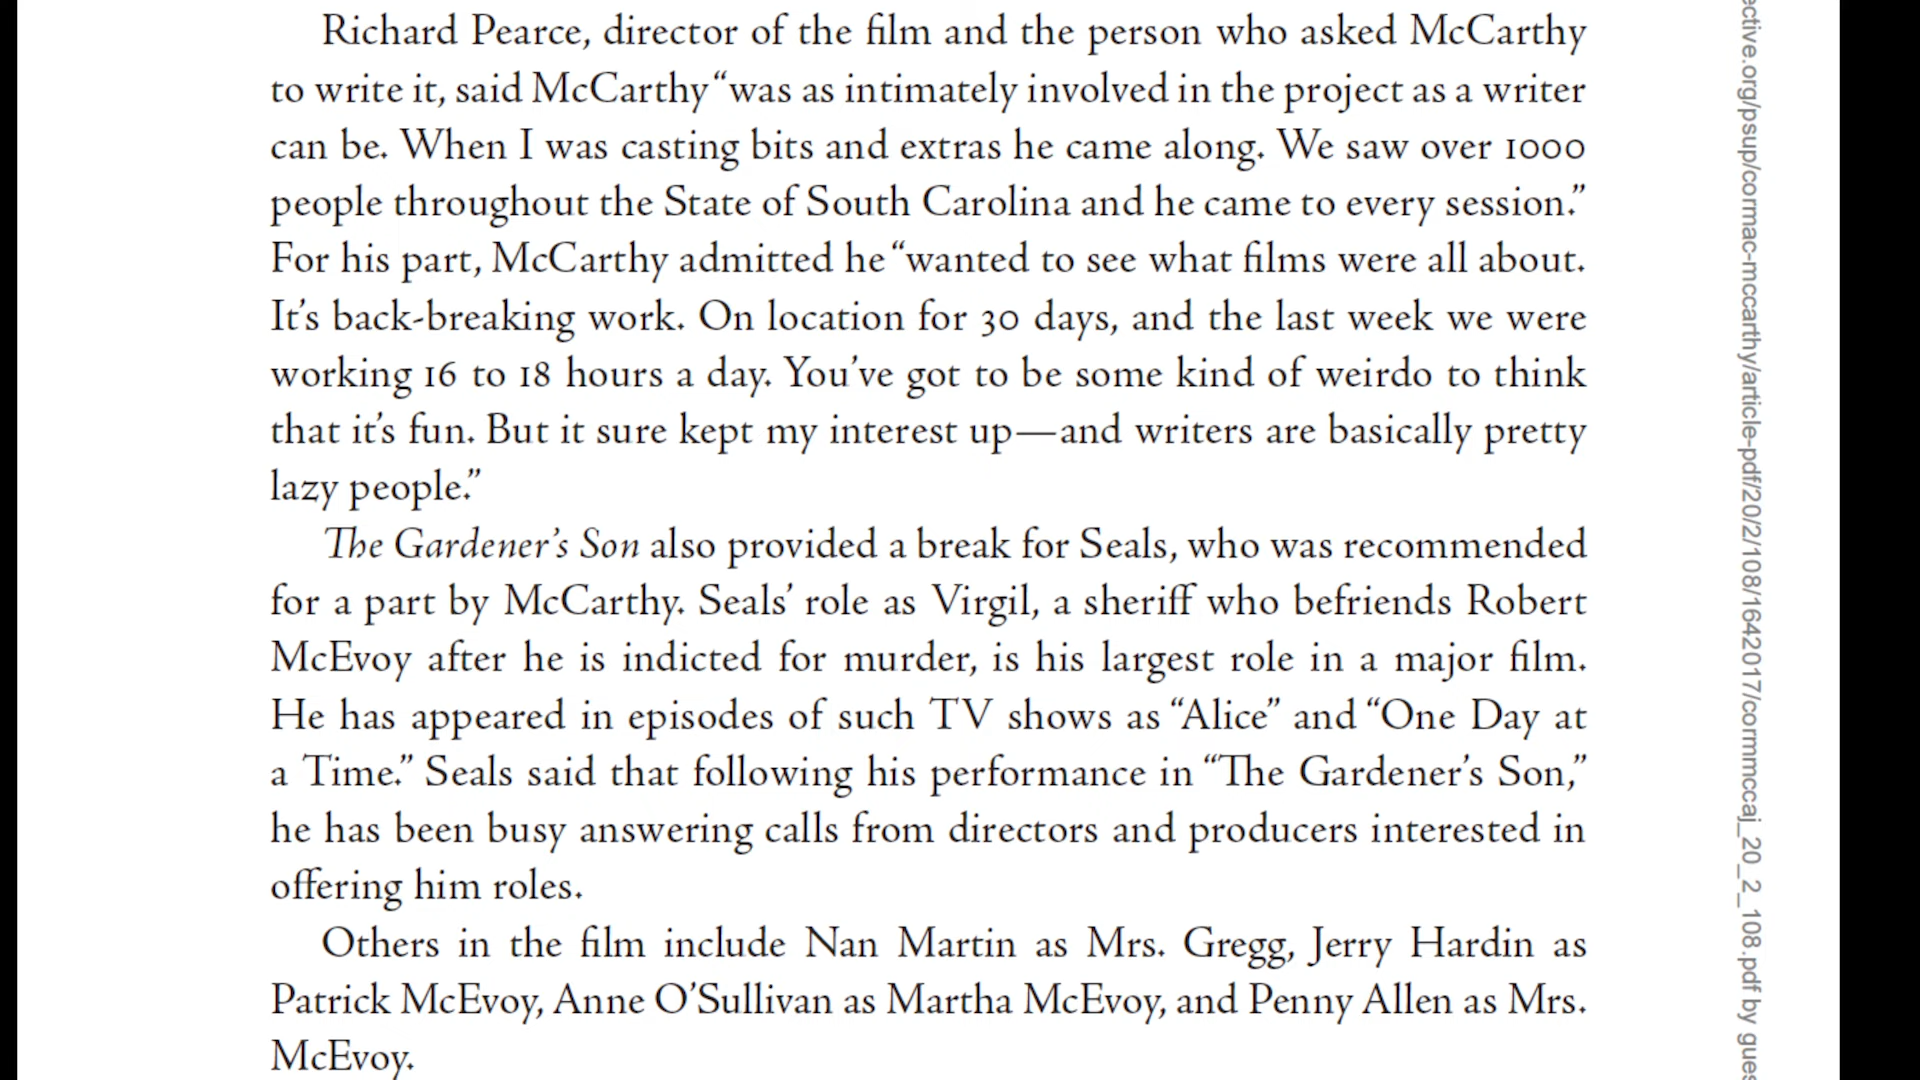 Richard Pearce, director of the film and the person who asked McCarthy
to write it, said McCarthy “was as intimately involved in the project as a writer
can be. When I was casting bits and extras he came along. We saw over 1000
people throughout the State of South Carolina and he came to every session.”
For his part, McCarthy admitted he “wanted to see what films were all about.
It’s back-breaking work. On location for 30 days, and the last week we were
working 16 to 18 hours a day. You’ve got to be some kind of weirdo to think
that it’s fun. But it sure kept my interest up—and writers are basically pretty
lazy people.”
The Gardener’s Son also provided a break for Seals, who was recommended
for a part by McCarthy. Seals’ role as Virgil, a sheriff who befriends Robert
McEvoy after he is indicted for murder, is his largest role in a major film.
He has appeared in episodes of such TV shows as “Alice” and “One Day at
a Time.” Seals said that following his performance in “The Gardener’s Son,”
he has been busy answering calls from directors and producers interested in
offering him roles.
Others in the film include Nan Martin as Mrs. Gregg, Jerry Hardin as
Patrick McEvoy, Anne O’Sullivan as Martha McEvoy, and Penny Allen as Mrs.
McEvoy.
ective.org/psup/cormac-mccarthy/article-pdf/20/2/108/1642017/cormmccaj_20_2_108.pdf by gues